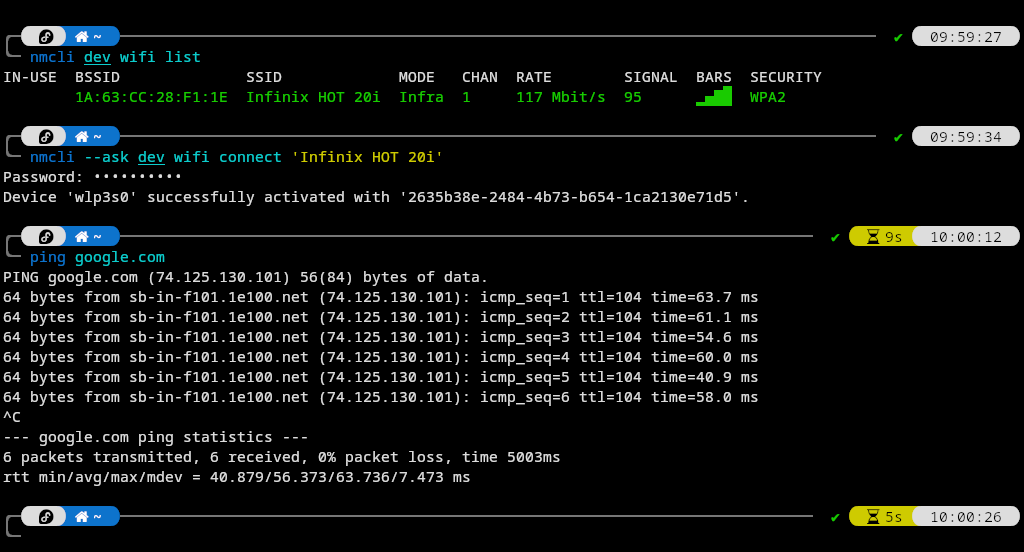 ~ ✔ 09:59:27
nmcli dev wifi list
IN-USE BSSID SSID MODE CHAN RATE SIGNAL BARS SECURITY
1A:63:CC:28:F1:1E Infinix HOT 20i Infra 1 117 Mbit/s 95 ▂▄▆█ WPA2
~ ✔ 09:59:34
nmcli --ask dev wifi connect 'Infinix HOT 20i'
Password: ••••••••••
Device 'wlp3s0' successfully activated with '2635b38e-2484-4b73-b654-1ca2130e71d5'.
~ ✔ 9s 10:00:12
ping google.com
PING google.com (74.125.130.101) 56(84) bytes of data.
64 bytes from sb-in-f101.1e100.net (74.125.130.101): icmp_seq=1 ttl=104 time=63.7 ms
64 bytes from sb-in-f101.1e100.net (74.125.130.101): icmp_seq=2 ttl=104 time=61.1 ms
64 bytes from sb-in-f101.1e100.net (74.125.130.101): icmp_seq=3 ttl=104 time=54.6 ms
64 bytes from sb-in-f101.1e100.net (74.125.130.101): icmp_seq=4 ttl=104 time=60.0 ms
64 bytes from sb-in-f101.1e100.net (74.125.130.101): icmp_seq=5 ttl=104 time=40.9 ms
64 bytes from sb-in-f101.1e100.net (74.125.130.101): icmp_seq=6 ttl=104 time=58.0 ms
^C
--- google.com ping statistics ---
6 packets transmitted, 6 received, 0% packet loss, time 5003ms
rtt min/avg/max/mdev = 40.879/56.373/63.736/7.473 ms
~ ✔ 5s 10:00:26